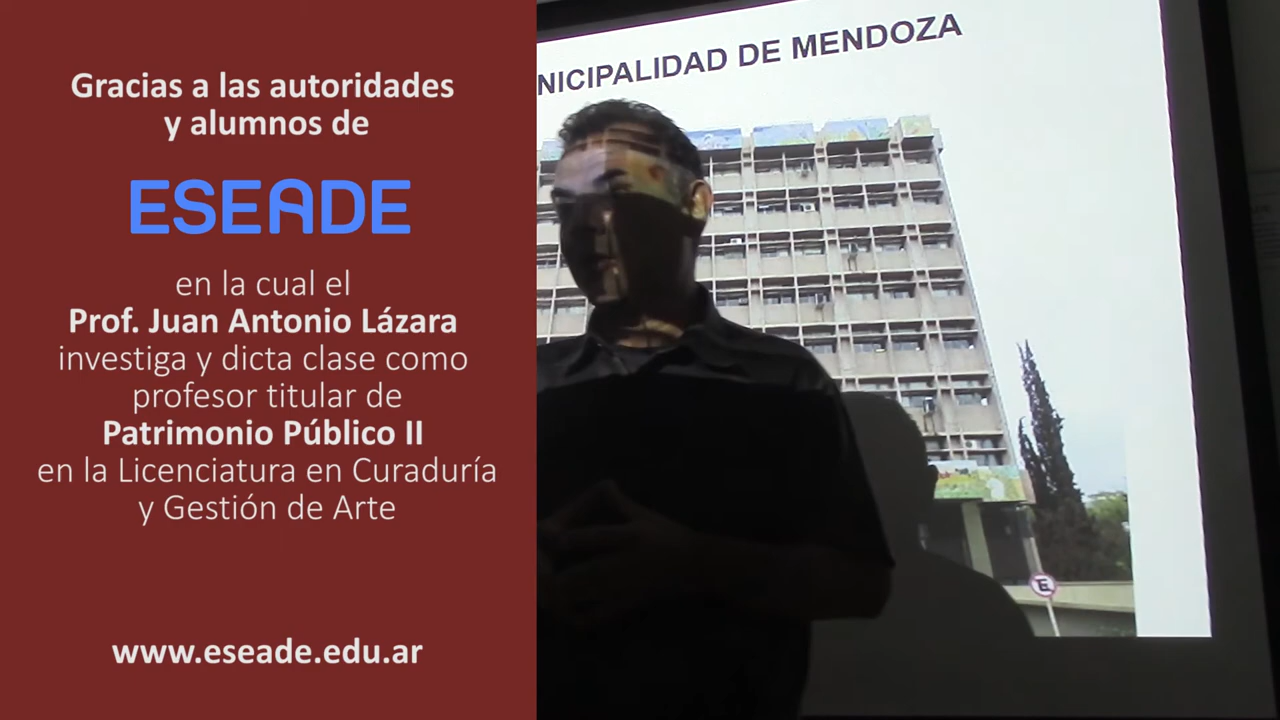 Gracias a las autoridades
y alumnos de
ESEADE
en la cual el
Prof. Juan Antonio Lázara
investiga y dicta clase como
profesor titular de
Patrimonio Público II
en la Licenciatura en Curaduría
y Gestión de Arte
www.eseade.edu.ar
NICIPALIDAD DE MENDOZA
E